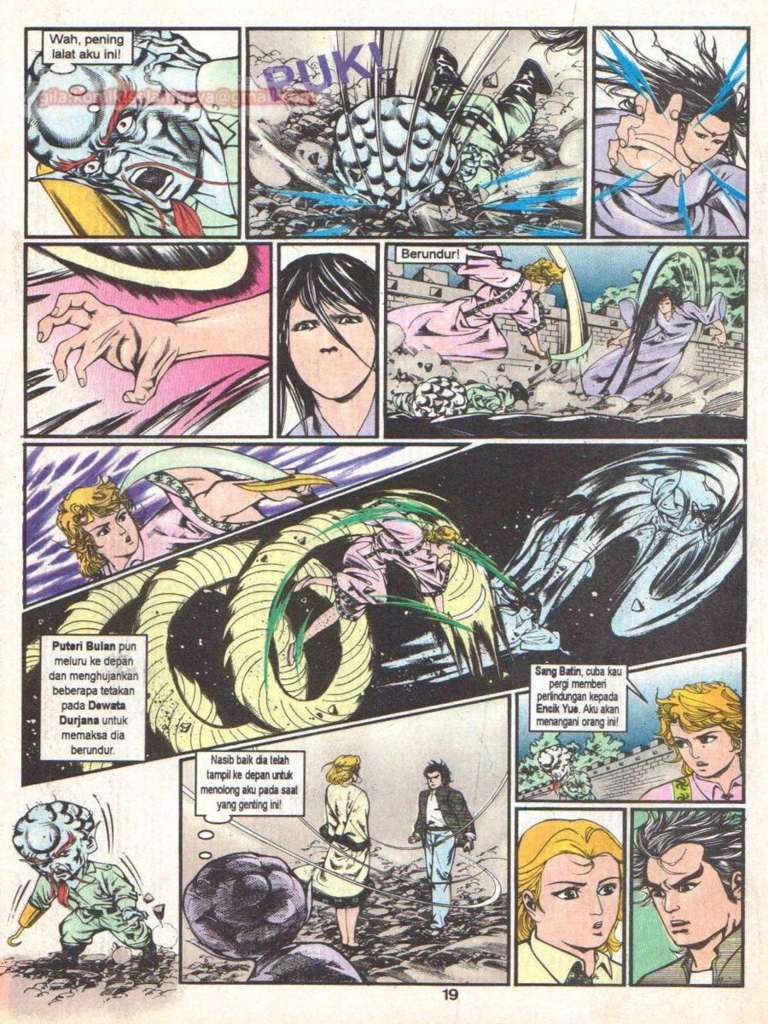 Wah, pening
lalat aku ini!
BUK!
Berundur!
Puteri Bulan pun
meluru ke depan
dan menghujankan
beberapa tetakan
pada Dewata
Durjana untuk
memaksa dia
berundur.
Sang Batin, cuba kau
pergi memberi
perlindungan kepada
Encik Yue. Aku akan
menangani orang ini!
Nasib baik dia telah
tampil ke depan untuk
menolong aku pada saat
yang genting ini!
19